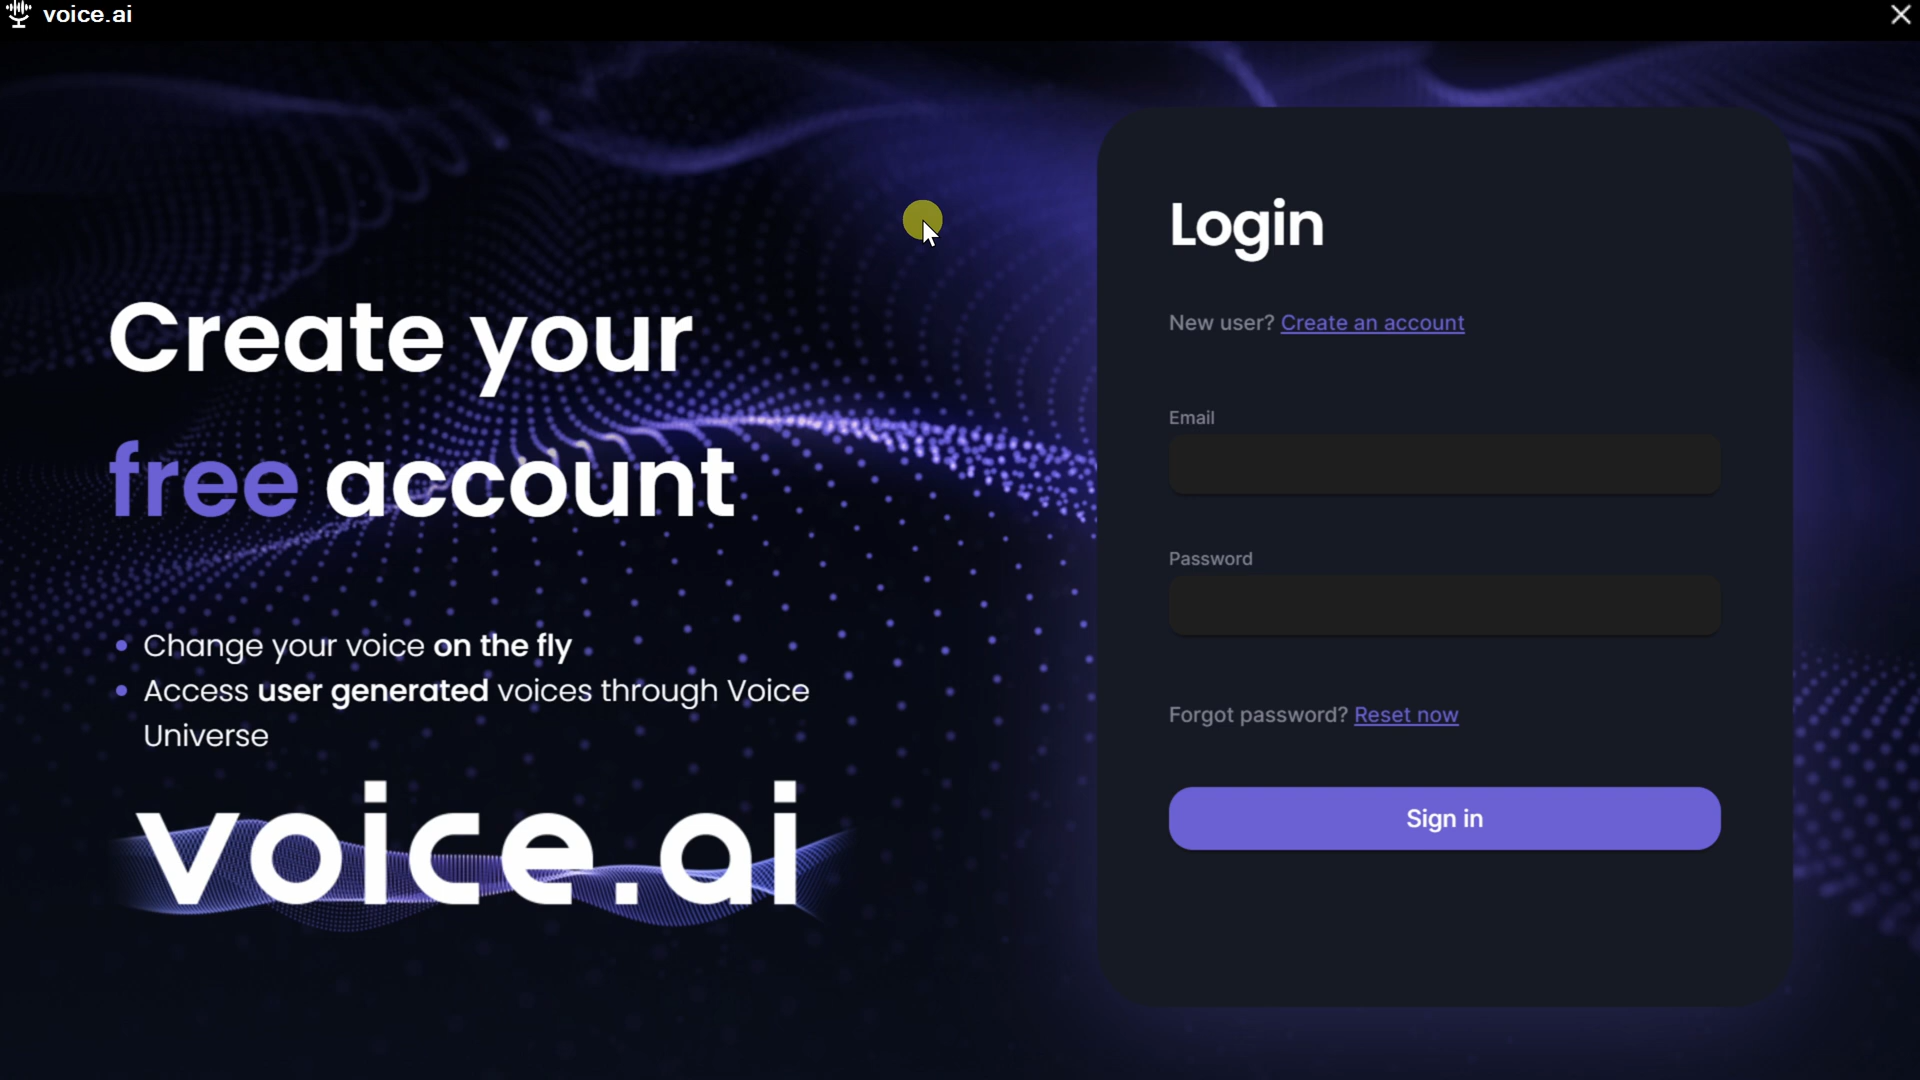 voice.ai
Create your
free account
Change your voice on the fly
Access user generated voices through Voice
Universe
voice.ai
Login
New user? Create an account
Email
Password
Forgot password? Reset now
Sign in